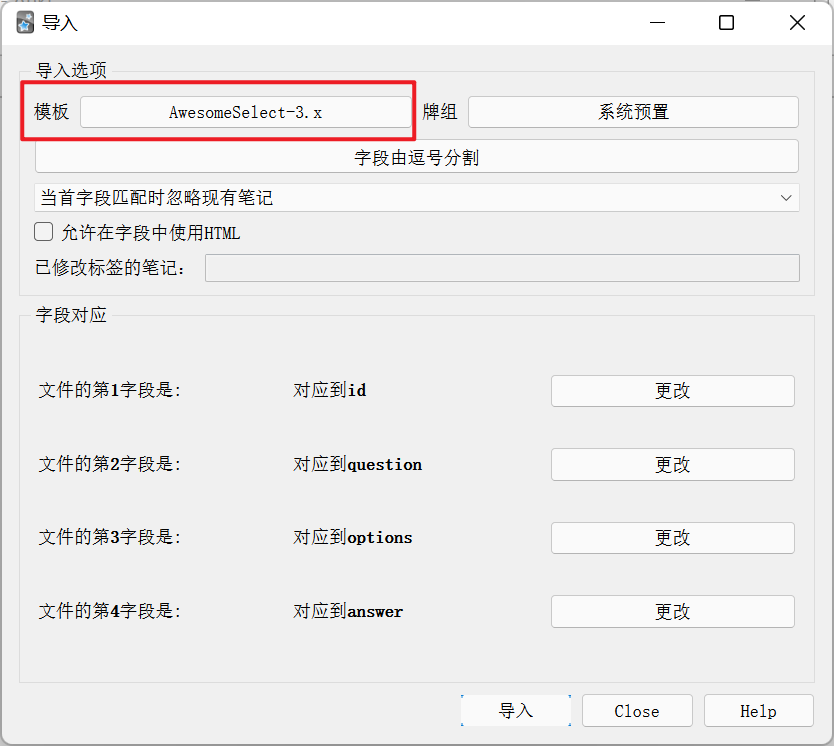 导入
导入选项
模板 AwesomeSelect-3.x 牌组 系统预置
字段由逗号分割
当首字段匹配时忽略现有笔记
允许在字段中使用HTML
已修改标签的笔记:
字段对应
文件的第1字段是: 对应到id 更改
文件的第2字段是: 对应到question 更改
文件的第3字段是: 对应到options 更改
文件的第4字段是: 对应到answer 更改
导入 Close Help